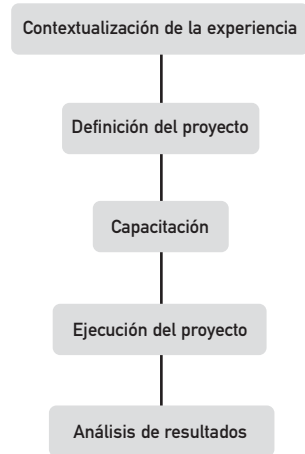 Contextualización de la experiencia
Definición del proyecto
Capacitación
Ejecución del proyecto
Análisis de resultados